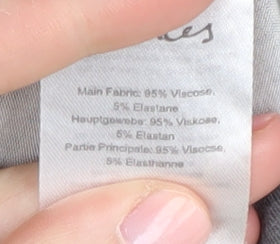 Main Fabric: 95% Viscose,
5% Elastane
Hauptgewebe: 95% Viskose,
5% Elastan
Partie Principale: 95% Viscose,
5% Elasthanne